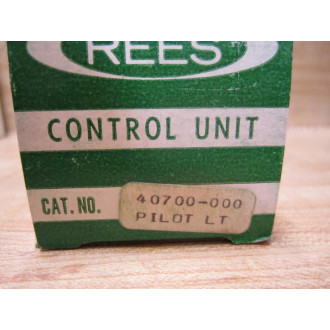 REES
CONTROL UNIT
CAT. NO.
40700-000
PILOT LT